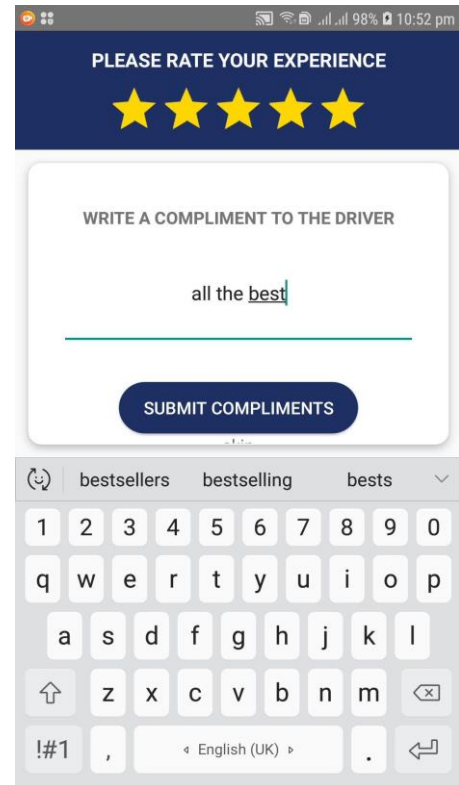 98% 10:52 pm
PLEASE RATE YOUR EXPERIENCE
WRITE A COMPLIMENT TO THE DRIVER
all the best
SUBMIT COMPLIMENTS
bestsellers bestselling bests
1 2 3 4 5 6 7 8 9 0
q w e r t y u i o p
a s d f g h j k l
z x c v b n m
!#1 , English (UK) .